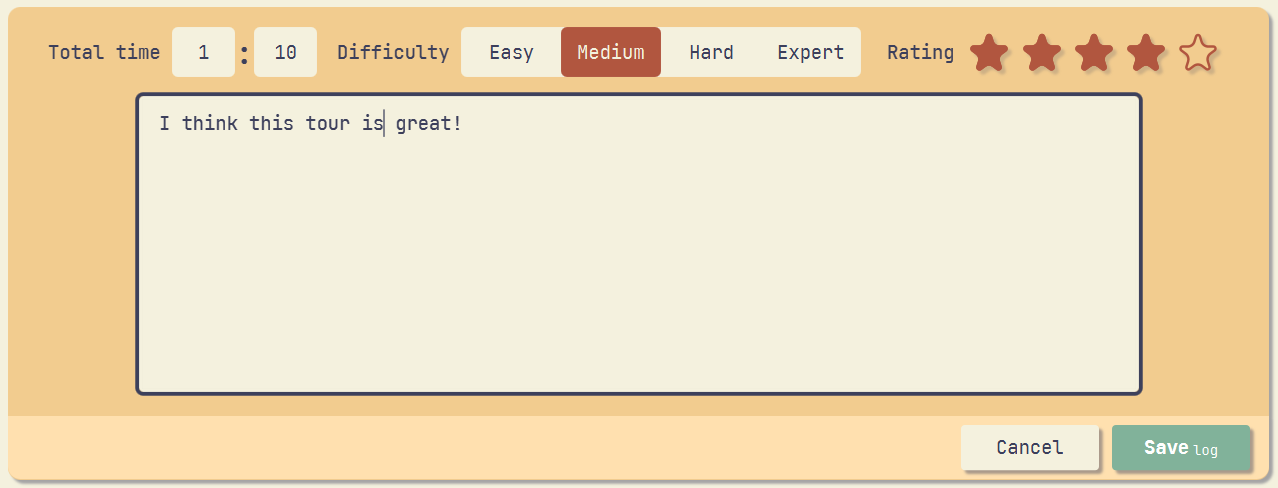 Total time 1 : 10 Difficulty Easy Medium Hard Expert Rating
I think this tour is great!
Cancel Save log